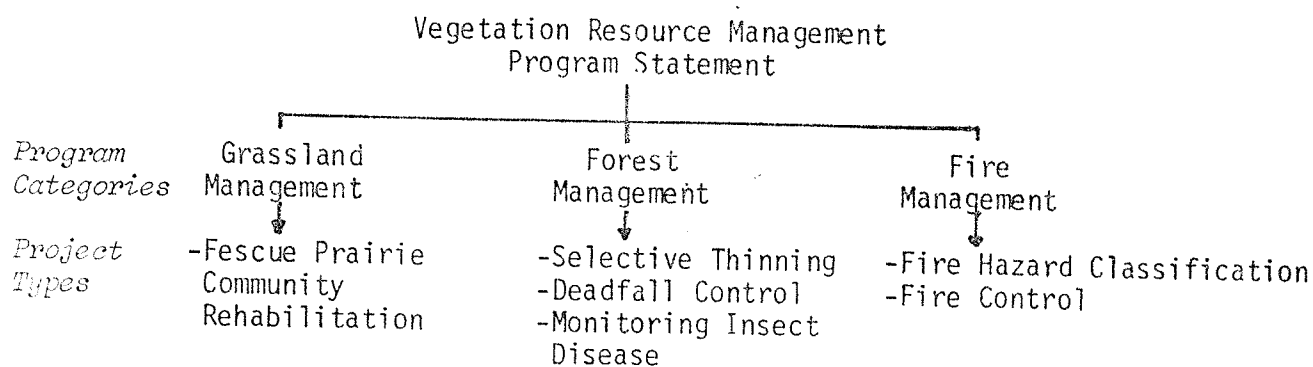 Vegetation Resource Management
Program Statement
Program
Categories
Grassland
Management
Forest
Management
Fire
Management
Project
Types
-Fescue Prairie
Community
Rehabilitation
-Selective Thinning
-Deadfall Control
-Monitoring Insect
Disease
-Fire Hazard Classification
-Fire Control